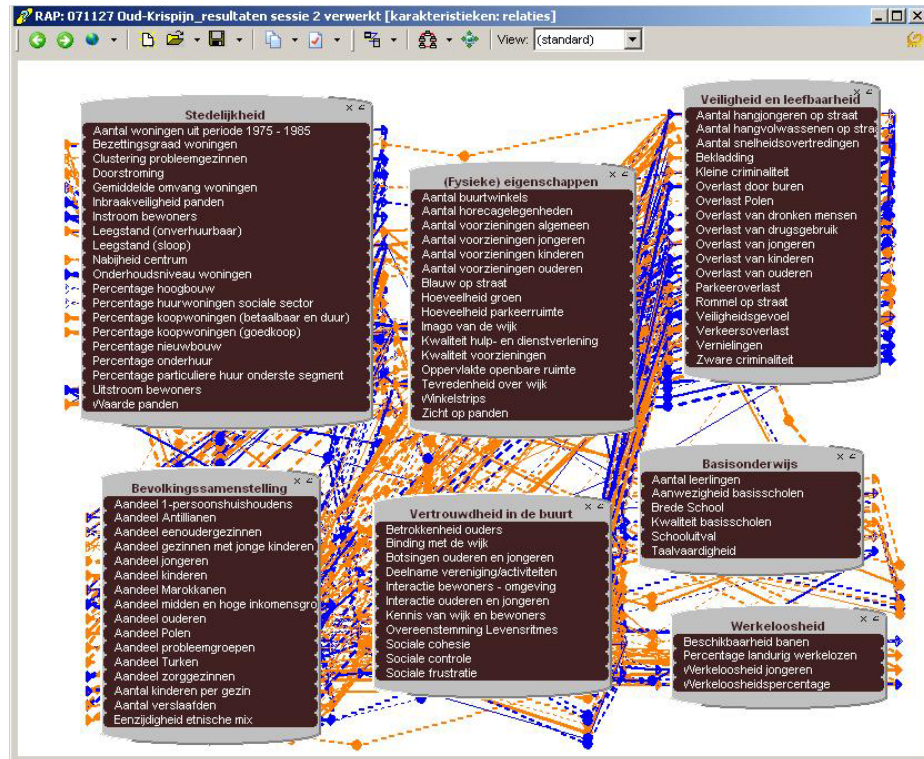 RAP: 071127 Oud-Krispijn_resultaten sessie 2 verwerkt [karakteristieken: relaties]
View: (standard)
Stedelijkheid
Aantal woningen uit periode 1975 - 1985
Bezettingsgraad woningen
Clustering probleemgezinnen
Doorstroming
Gemiddelde omvang woningen
Inbraakveiligheid panden
Instroom bewoners
Leegstand (onverhuurbaar)
Leegstand (sloop)
Nabijheid centrum
Onderhoudsniveau woningen
Percentage hoogbouw
Percentage huurwoningen sociale sector
Percentage koopwoningen (betaalbaar en duur)
Percentage koopwoningen (goedkoop)
Percentage nieuwbouw
Percentage onderhuur
Percentage particuliere huur onderste segment
Uitstroom bewoners
Waarde panden
(Fysieke) eigenschappen
Aantal buurtwinkels
Aantal horecagelegenheden
Aantal voorzieningen algemeen
Aantal voorzieningen jongeren
Aantal voorzieningen kinderen
Aantal voorzieningen ouderen
Blauw op straat
Hoeveelheid groen
Hoeveelheid parkeerruimte
Imago van de wijk
Kwaliteit hulp- en dienstverlening
Kwaliteit voorzieningen
Oppervlakte openbare ruimte
Tevredenheid over wijk
Winkelstrips
Zicht op panden
Veiligheid en leefbaarheid
Aantal hangjongeren op straat
Aantal hangvolwassenen op straa
Aantal snelheidsovertredingen
Bekladding
Kleine criminaliteit
Overlast door buren
Overlast Polen
Overlast van dronken mensen
Overlast van drugsgebruik
Overlast van jongeren
Overlast van kinderen
Overlast van ouderen
Parkeeroverlast
Rommel op straat
Veiligheidsgevoel
Verkeersoverlast
Vernielingen
Zware criminaliteit
Bevolkingssamenstelling
Aandeel 1-persoonshuishoudens
Aandeel Antillianen
Aandeel eenoudergezinnen
Aandeel gezinnen met jonge kinderen
Aandeel jongeren
Aandeel kinderen
Aandeel Marokkanen
Aandeel midden en hoge inkomensgro
Aandeel ouderen
Aandeel Polen
Aandeel probleemgroepen
Aandeel Turken
Aandeel zorggezinnen
Aantal kinderen per gezin
Aantal verslaafden
Eenzijdigheid etnische mix
Vertrouwdheid in de buurt
Betrokkenheid ouders
Binding met de wijk
Botsingen ouderen en jongeren
Deelname vereniging/activiteiten
Interactie bewoners - omgeving
Interactie ouderen en jongeren
Kennis van wijk en bewoners
Overeenstemming Levensritmes
Sociale cohesie
Sociale controle
Sociale frustratie
Basisonderwijs
Aantal leerlingen
Aanwezigheid basisscholen
Brede School
Kwaliteit basisscholen
Schooluitval
Taalvaardigheid
Werkeloosheid
Beschikbaarheid banen
Percentage landurig werkelozen
Werkeloosheid jongeren
Werkeloosheidspercentage